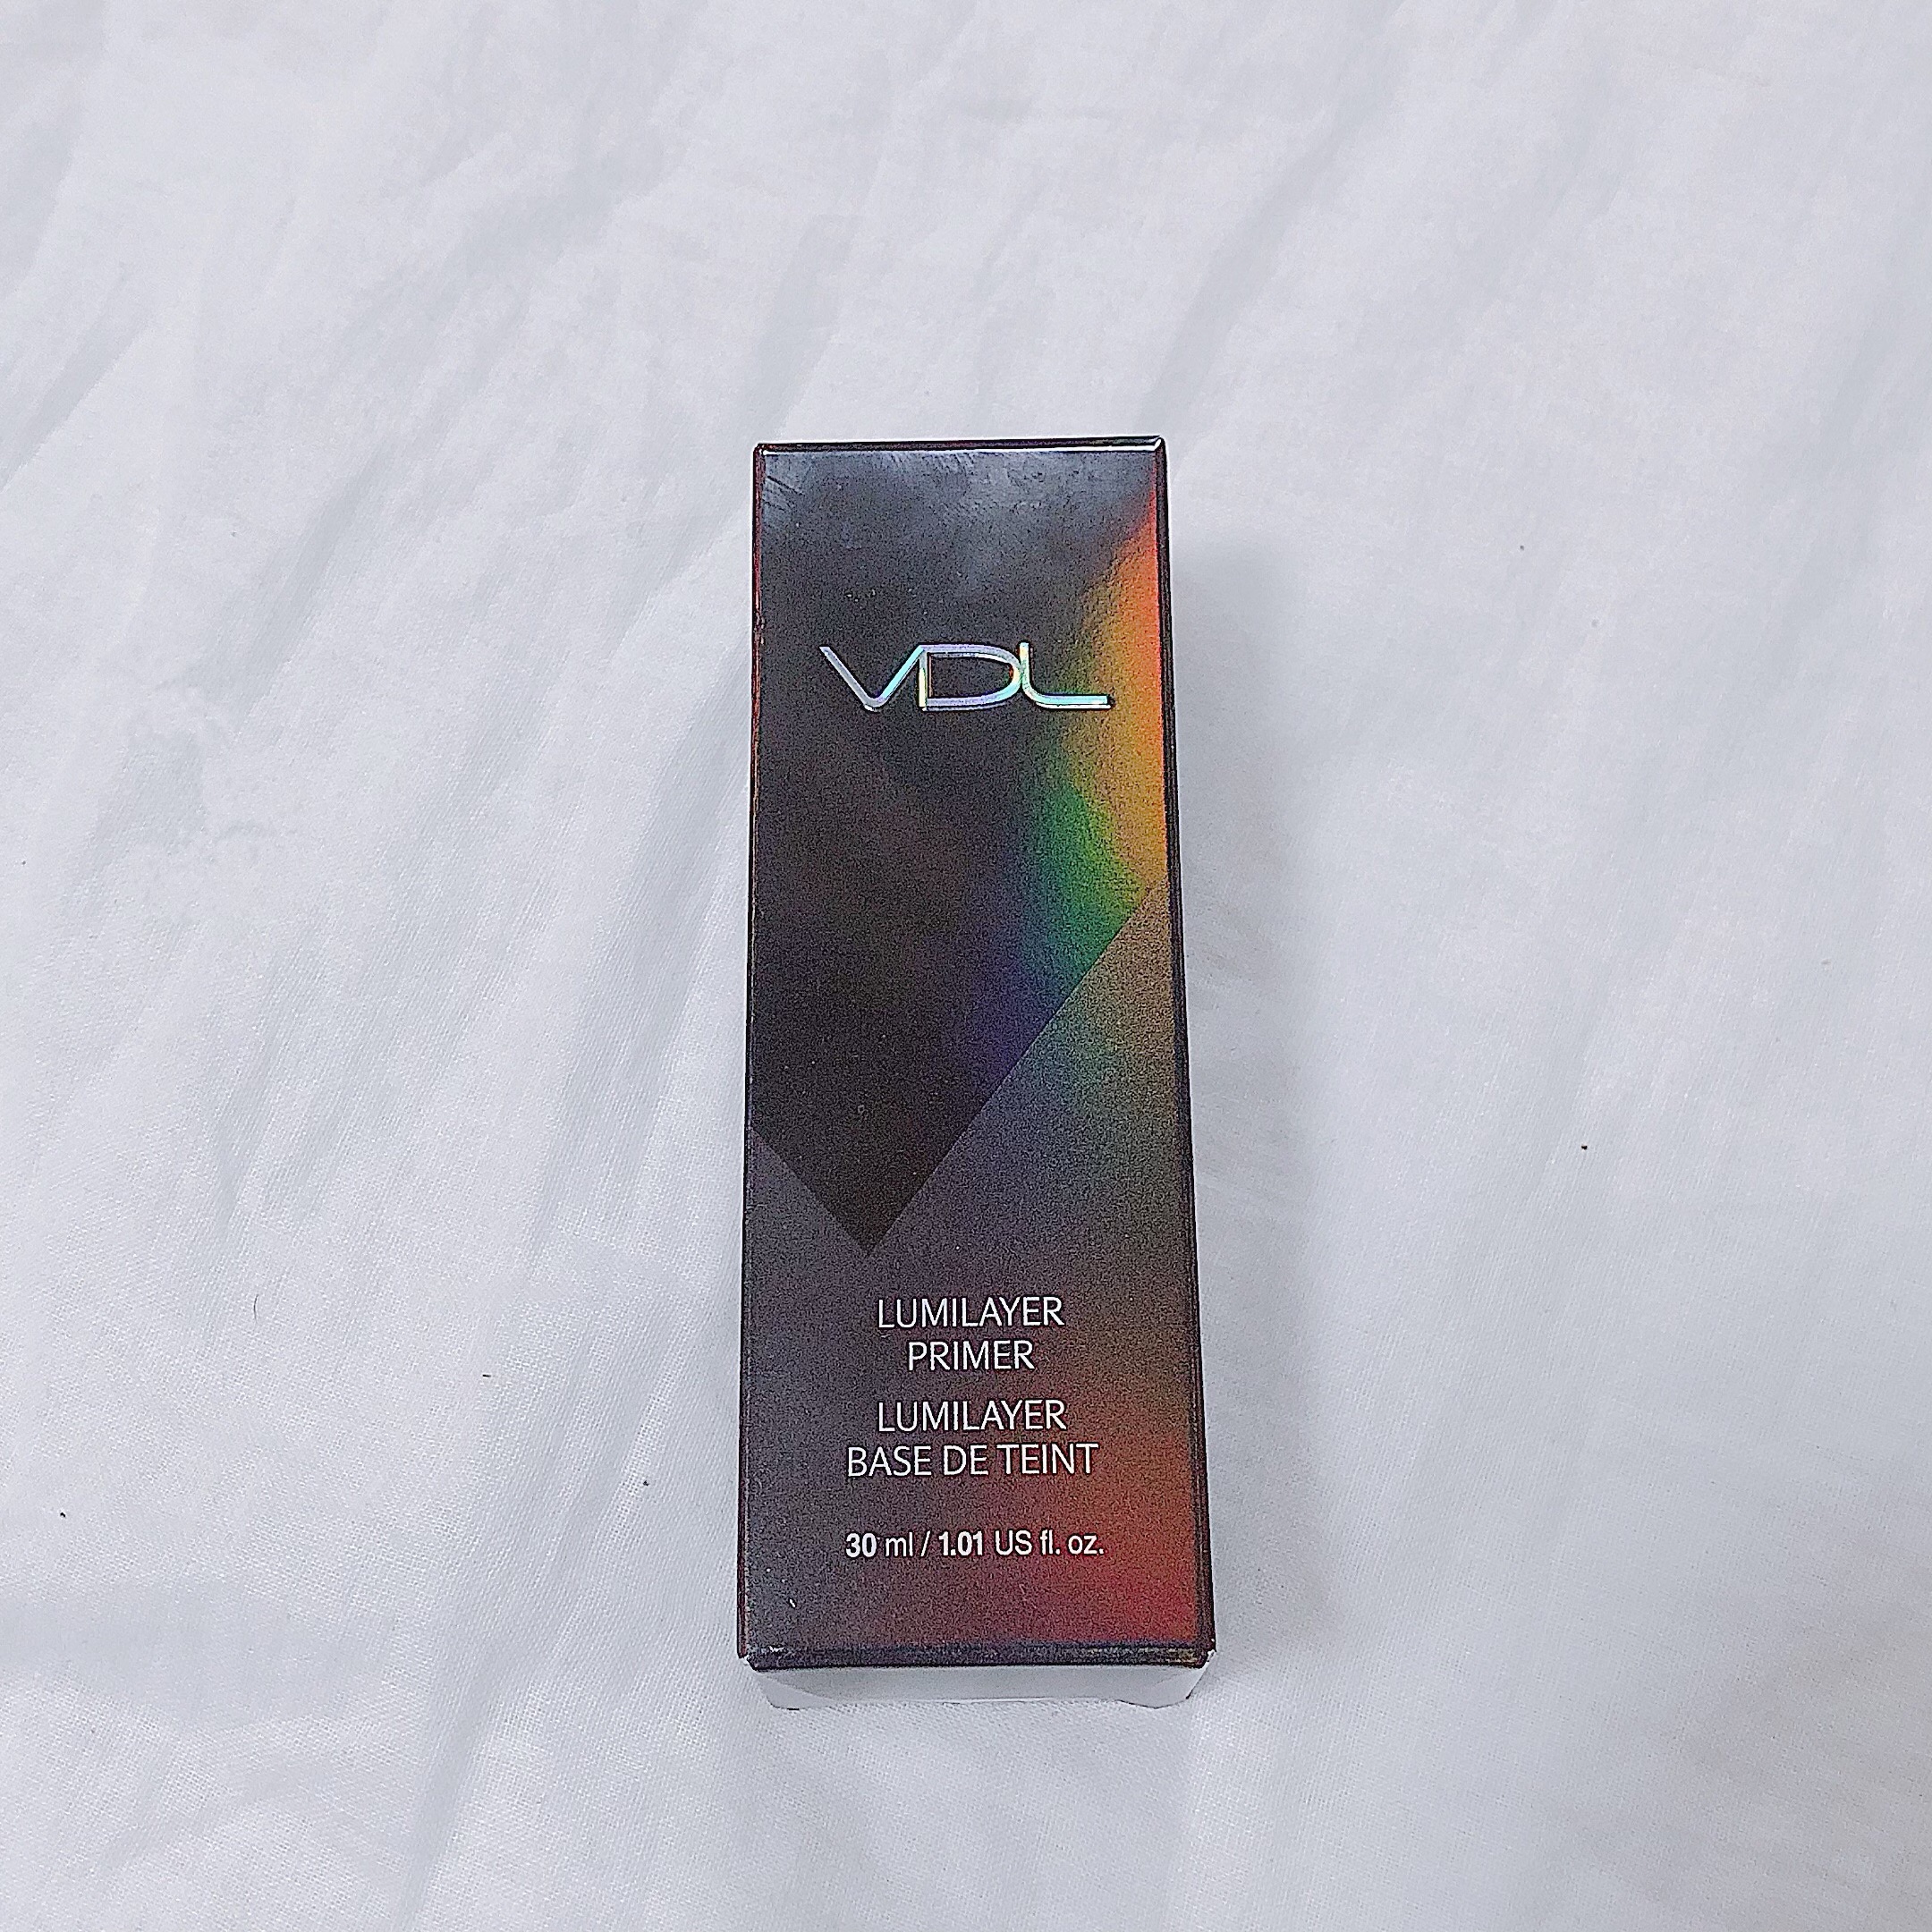 VDL
LUMILAYER
PRIMER
LUMILAYER
BASE DE TEINT
30 ml / 1.01 US fl. oz.